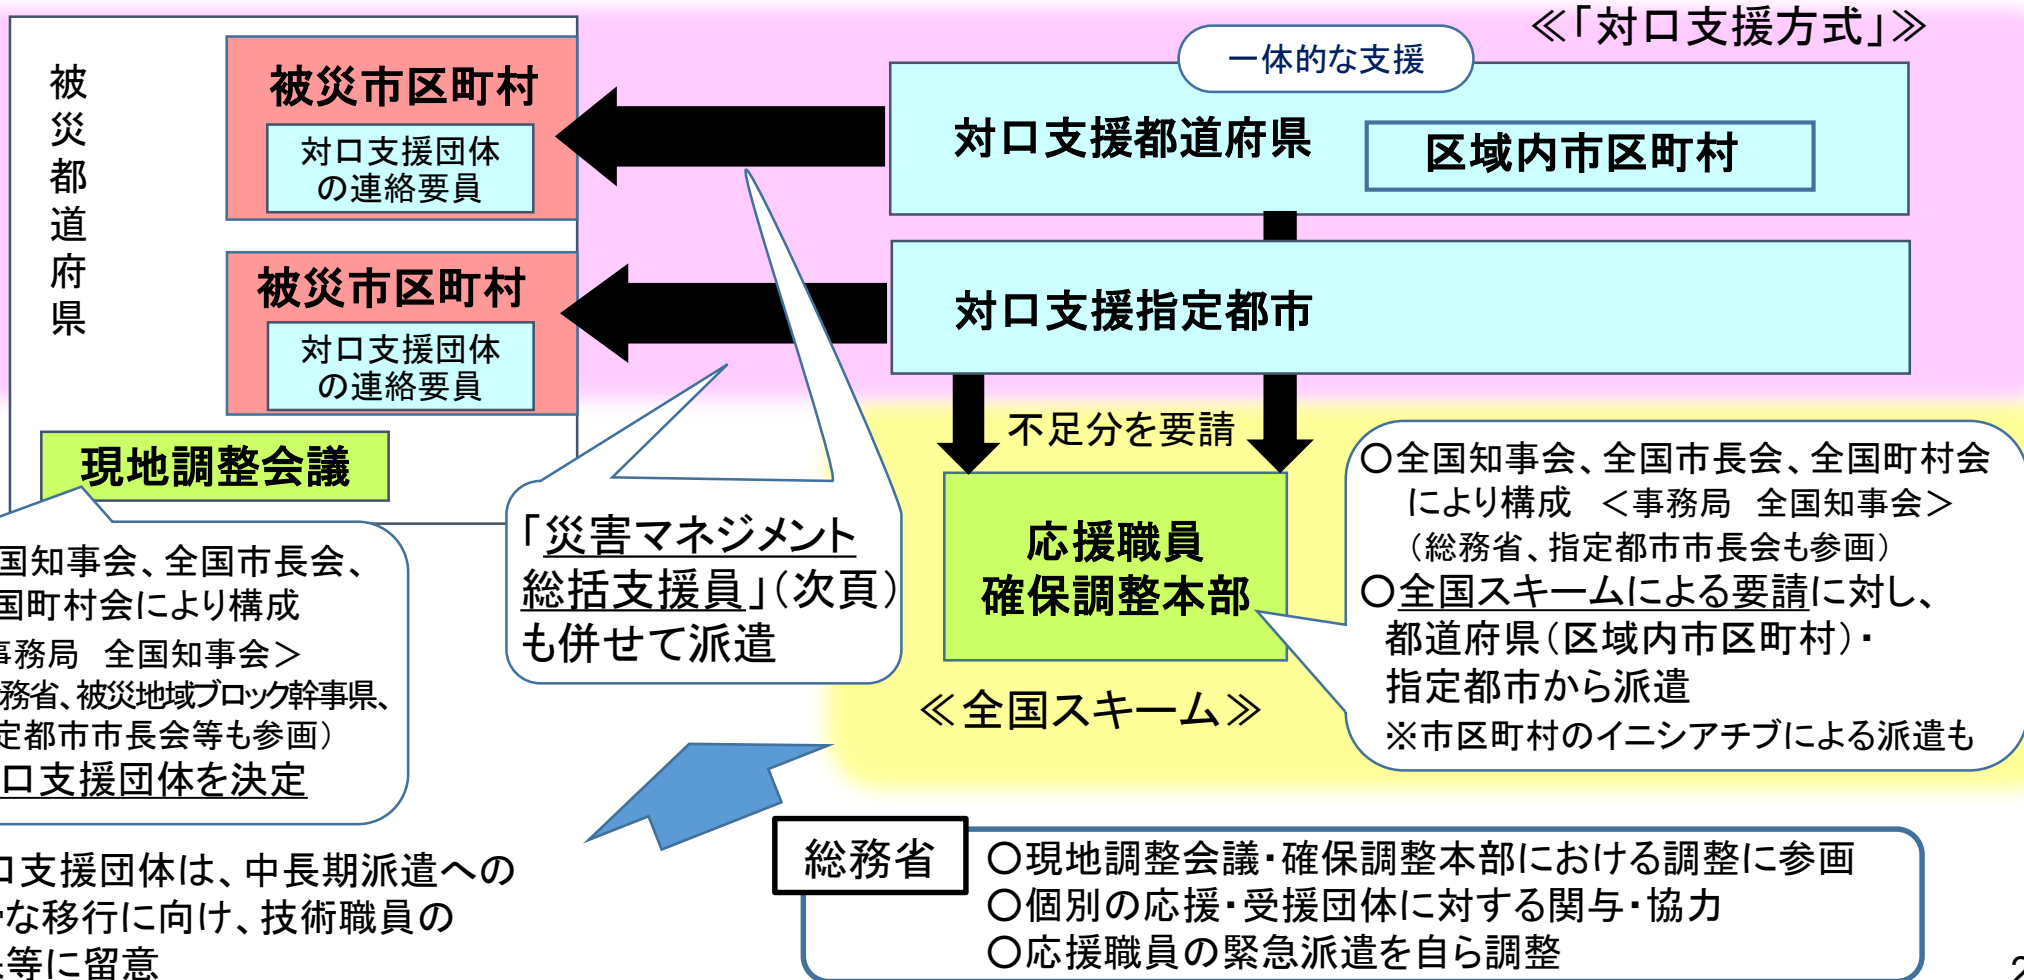 ≪「対口支援方式」≫
被災都道府県
被災市区町村
対口支援団体
の連絡要員
被災市区町村
対口支援団体
の連絡要員
現地調整会議
一体的な支援
対口支援都道府県
区域内市区町村
対口支援指定都市
不足分を要請
応援職員
確保調整本部
≪全国スキーム≫
○全国知事会、全国市長会、全国町村会
により構成 ＜事務局 全国知事会＞
（総務省、指定都市市長会も参画）
○全国スキームによる要請に対し、
都道府県（区域内市区町村）・
指定都市から派遣
※市区町村のイニシアチブによる派遣も
「災害マネジメント
総括支援員」（次頁）
も併せて派遣
国知事会、全国市長会、
国町村会により構成
事務局 全国知事会＞
務省、被災地域ブロック幹事県、
定都市市長会等も参画）
口支援団体を決定
口支援団体は、中長期派遣への
な移行に向け、技術職員の
等に留意
総務省
○現地調整会議・確保調整本部における調整に参画
○個別の応援・受援団体に対する関与・協力
○応援職員の緊急派遣を自ら調整